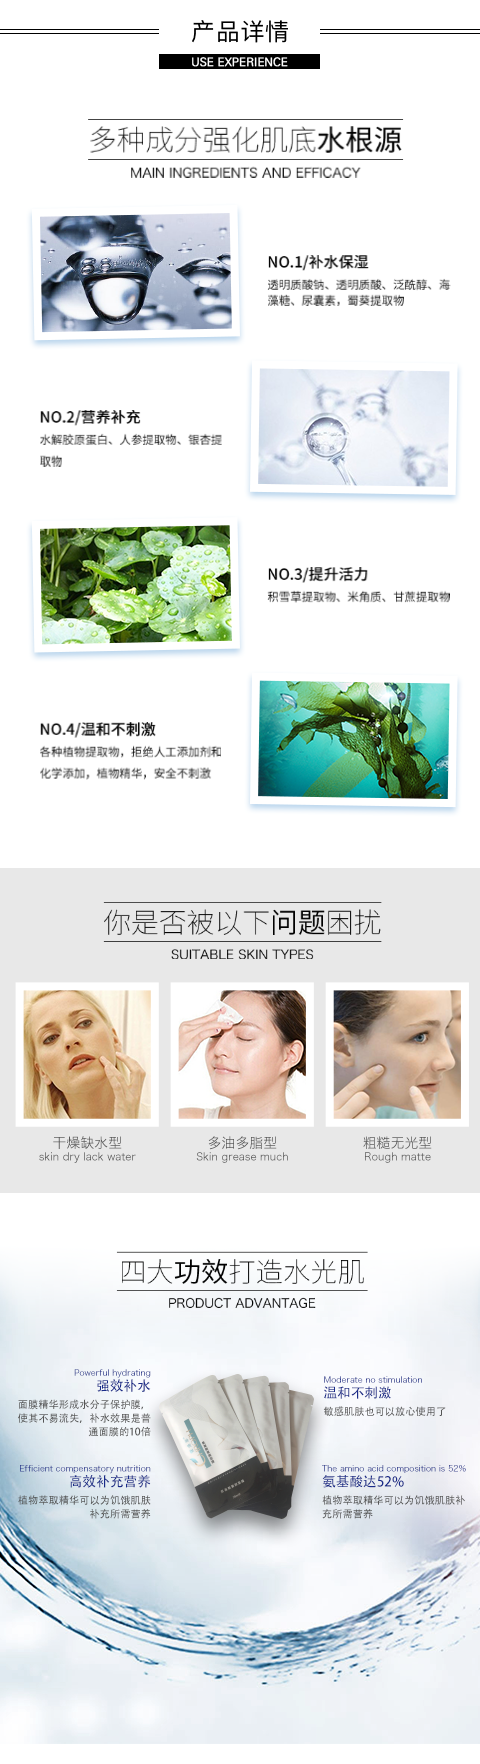 产品详情
USE EXPERIENCE
多种成分强化肌底水根源
MAIN INGREDIENTS AND EFFICACY
NO.1/补水保湿
透明质酸钠、透明质酸、泛酰醇、海
藻糖、尿囊素，蜀葵提取物
NO.2/营养补充
水解胶原蛋白、人参提取物、银杏提
取物
NO.3/提升活力
积雪草提取物、米角质、甘蔗提取物
NO.4/温和不刺激
各种植物提取物，拒绝人工添加剂和
化学添加，植物精华，安全不刺激
你是否被以下问题困扰
SUITABLE SKIN TYPES
干燥缺水型
skin dry lack water
多油多脂型
Skin grease much
粗糙无光型
Rough matte
四大功效打造水光肌
PRODUCT ADVANTAGE
Powerful hydrating
强效补水
面膜精华形成水分子保护膜，
使其不易流失，补水效果是普
通面膜的10倍
Moderate no stimulation
温和不刺激
敏感肌肤也可以放心使用了
Efficient compensatory nutrition
高效补充营养
植物萃取精华可以为饥饿肌肤
补充所需营养
The amino acid composition is 52%
氨基酸达52%
植物萃取精华可以为饥饿肌肤补
充所需营养